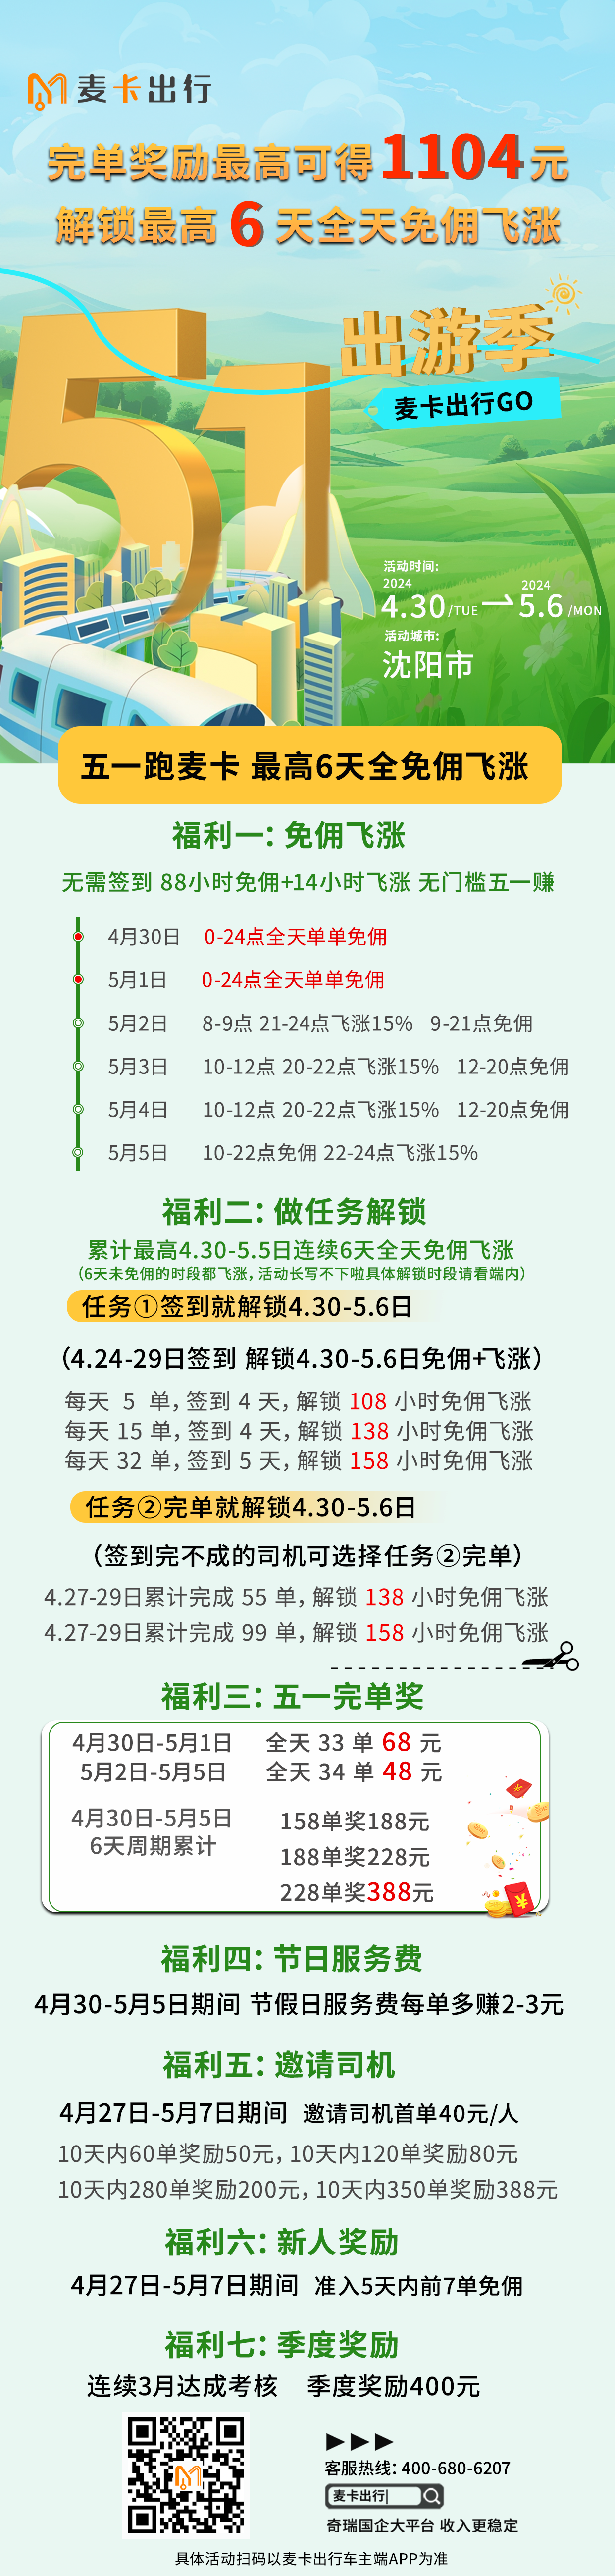 麦卡出行
完单奖励最高可得1104元
解锁最高6天全天免佣飞涨
51
出游季
麦卡出行GO
活动时间:
2024 2024
4.30/TUE 5.6/MON
活动城市:
沈阳市
五一跑麦卡 最高6天全免佣飞涨
福利一: 免佣飞涨
无需签到 88小时免佣+14小时飞涨 无门槛五一赚
4月30日 0-24点全天单单免佣
5月1日 0-24点全天单单免佣
5月2日 8-9点 21-24点飞涨15% 9-21点免佣
5月3日 10-12点 20-22点飞涨15% 12-20点免佣
5月4日 10-12点 20-22点飞涨15% 12-20点免佣
5月5日 10-22点免佣 22-24点飞涨15%
福利二: 做任务解锁
累计最高4.30-5.5日连续6天全天免佣飞涨
(6天未免佣的时段都飞涨, 活动长写不下啦具体解锁时段请看端内)
任务①签到就解锁4.30-5.6日
(4.24-29日签到 解锁4.30-5.6日免佣+飞涨)
每天 5 单, 签到 4 天, 解锁 108 小时免佣飞涨
每天 15 单, 签到 4 天, 解锁 138 小时免佣飞涨
每天 32 单, 签到 5 天, 解锁 158 小时免佣飞涨
任务②完单就解锁4.30-5.6日
(签到完不成的司机可选择任务②完单)
4.27-29日累计完成 55 单, 解锁 138 小时免佣飞涨
4.27-29日累计完成 99 单, 解锁 158 小时免佣飞涨
福利三: 五一完单奖
4月30日-5月1日 全天 33 单 68 元
5月2日-5月5日 全天 34 单 48 元
4月30日-5月5日
6天周期累计
158单奖188元
188单奖228元
228单奖388元
福利四: 节日服务费
4月30-5月5日期间 节假日服务费每单多赚2-3元
福利五: 邀请司机
4月27日-5月7日期间 邀请司机首单40元/人
10天内60单奖励50元, 10天内120单奖励80元
10天内280单奖励200元, 10天内350单奖励388元
福利六: 新人奖励
4月27日-5月7日期间 准入5天内前7单免佣
福利七: 季度奖励
连续3月达成考核 季度奖励400元
客服热线: 400-680-6207
麦卡出行
奇瑞国企大平台 收入更稳定
具体活动扫码以麦卡出行车主端APP为准